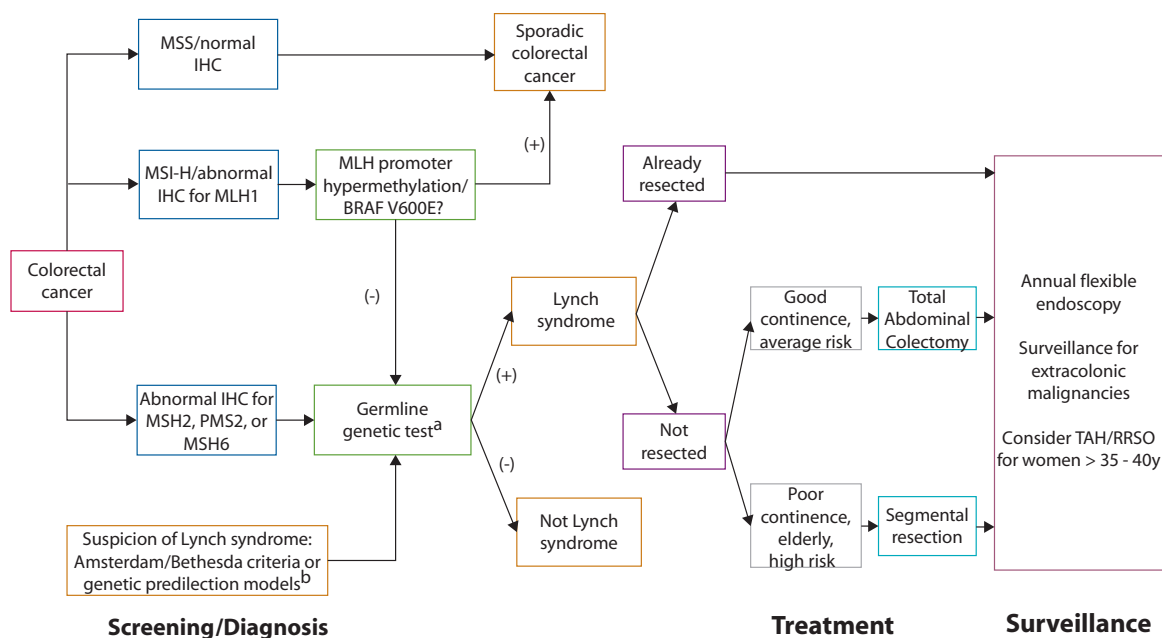 MSS/normal
IHC
Sporadic
colorectal
cancer
(+)
MSI-H/abnormal
IHC for MLH1
MLH promoter
hypermethylation/
BRAF V600E?
Already
resected
Colorectal
cancer
(-)
Lynch
syndrome
Good
continence,
average risk
Total
Abdominal
Colectomy
Annual flexible
endoscopy
Surveillance for
extracolonic
malignancies
Consider TAH/RRSO
for women > 35 - 40y
(+)
Abnormal IHC for
MSH2, PMS2, or
MSH6
Germline
genetic testa
Not
resected
(-)
Not Lynch
syndrome
Poor
continence,
elderly,
high risk
Segmental
resection
Suspicion of Lynch syndrome:
Amsterdam/Bethesda criteria or
genetic predilection modelsb
Screening/Diagnosis
Treatment
Surveillance